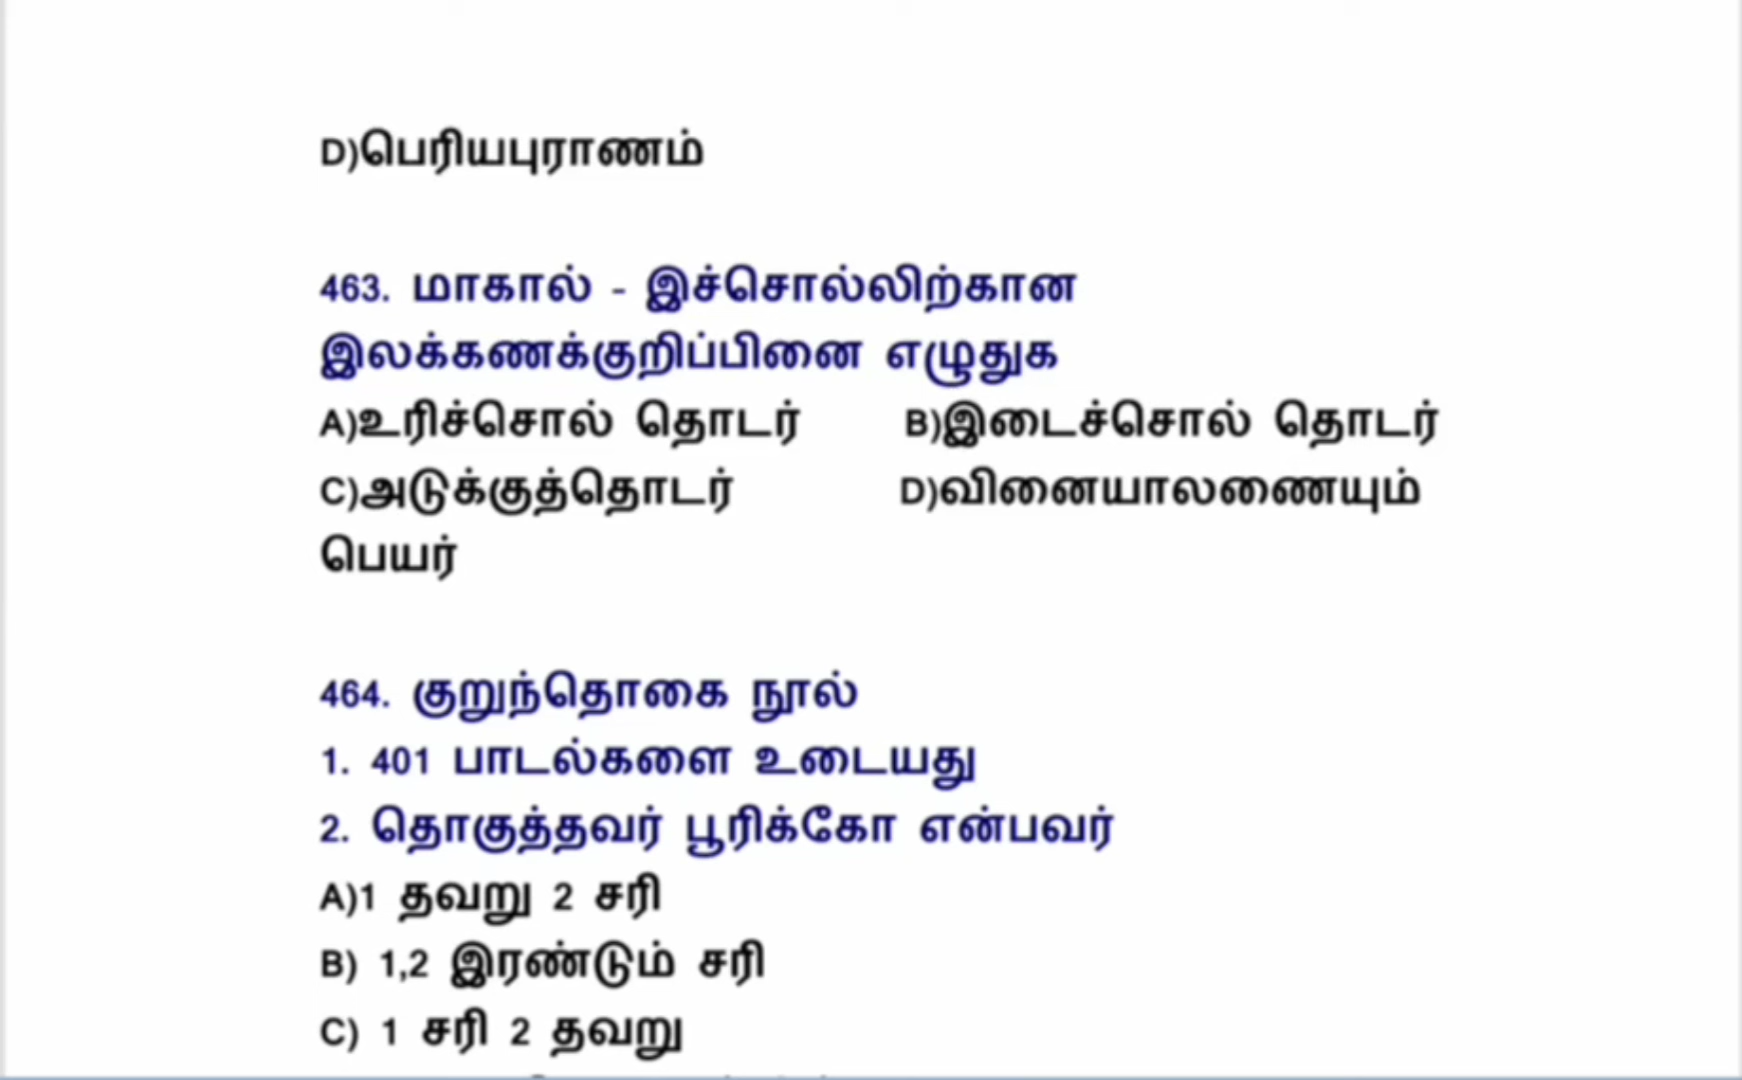 D)பெரியபுராணம்
463. மாகால் - இச்சொல்லிற்கான
இலக்கணக்குறிப்பினை எழுதுக
A)உரிச்சொல் தொடர் B)இடைச்சொல் தொடர்
C)அடுக்குத்தொடர் D)வினையாலணையும்
பெயர்
464. குறுந்தொகை நூல்
1. 401 பாடல்களை உடையது
2. தொகுத்தவர் பூரிக்கோ என்பவர்
A)1 தவறு 2 சரி
B) 1,2 இரண்டும் சரி
C) 1 சரி 2 தவறு